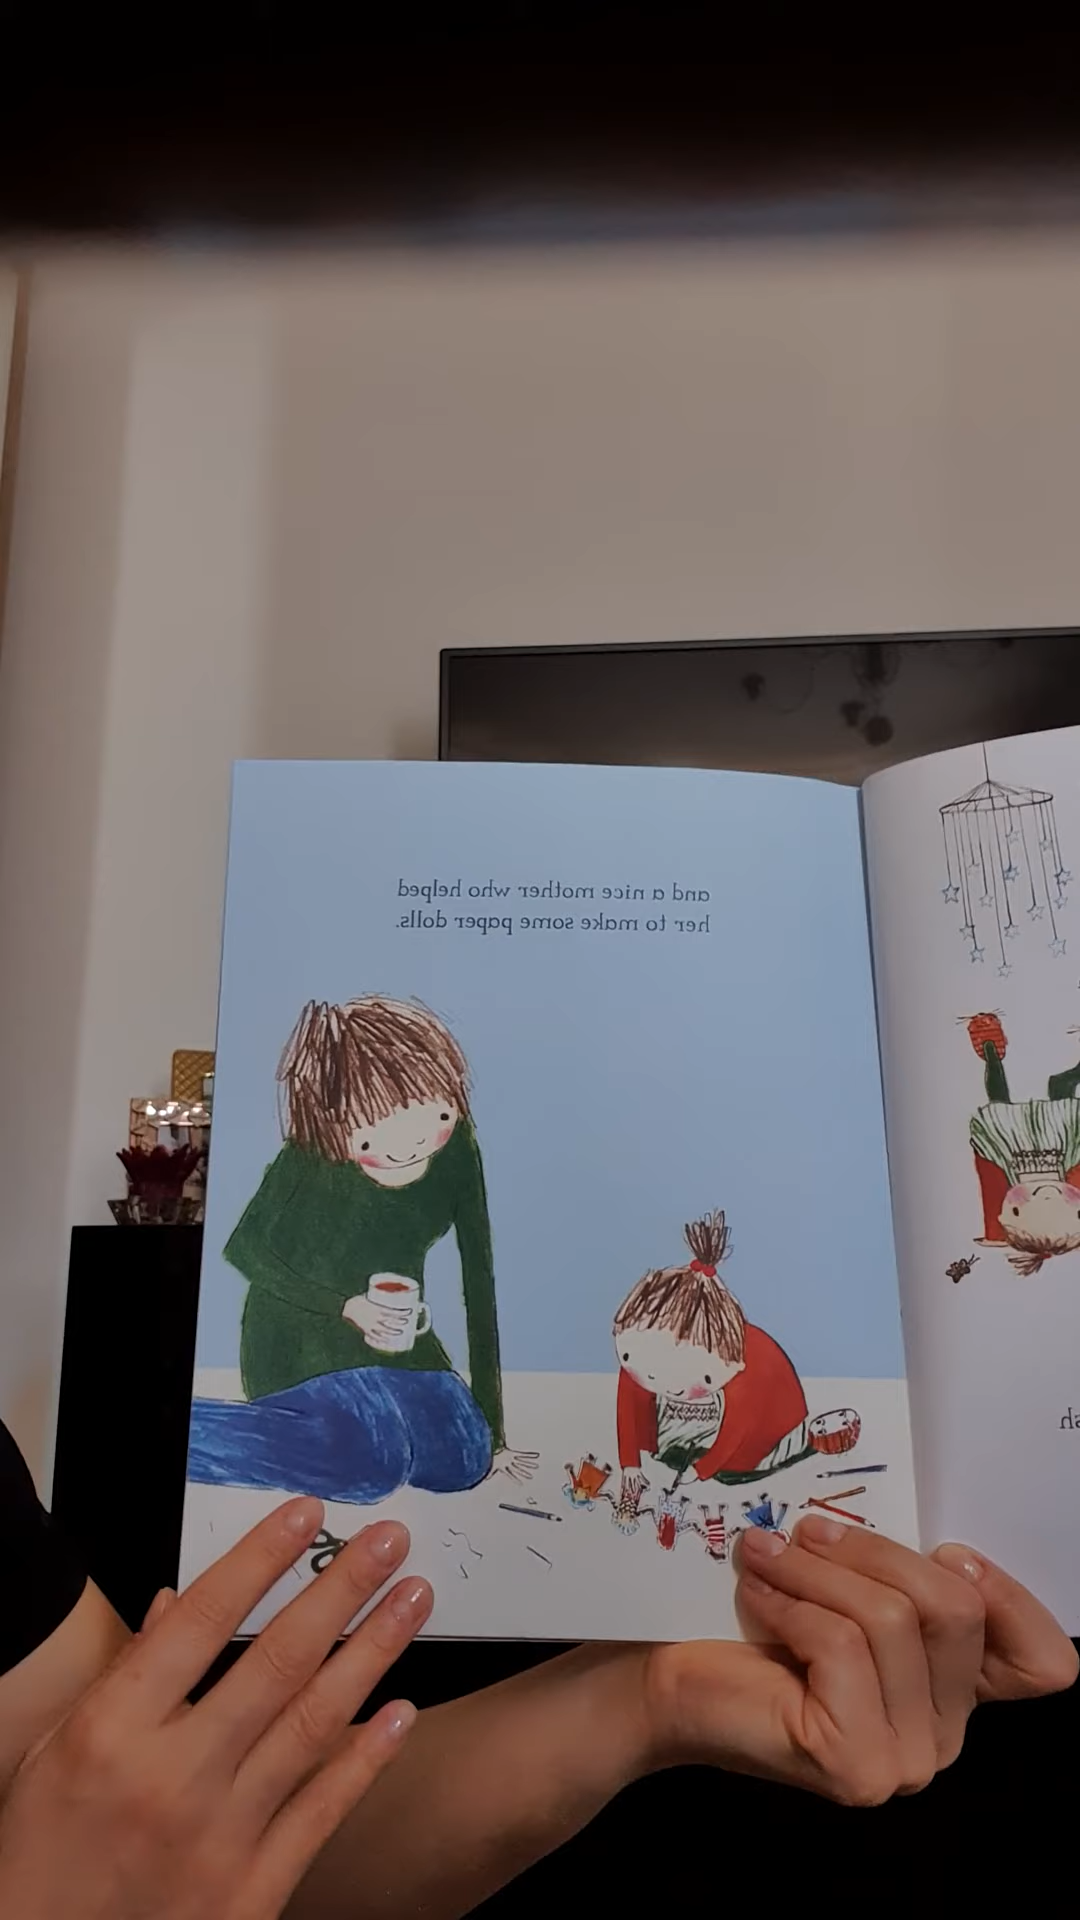 and a nice mother who helped
her to make some paper dolls.